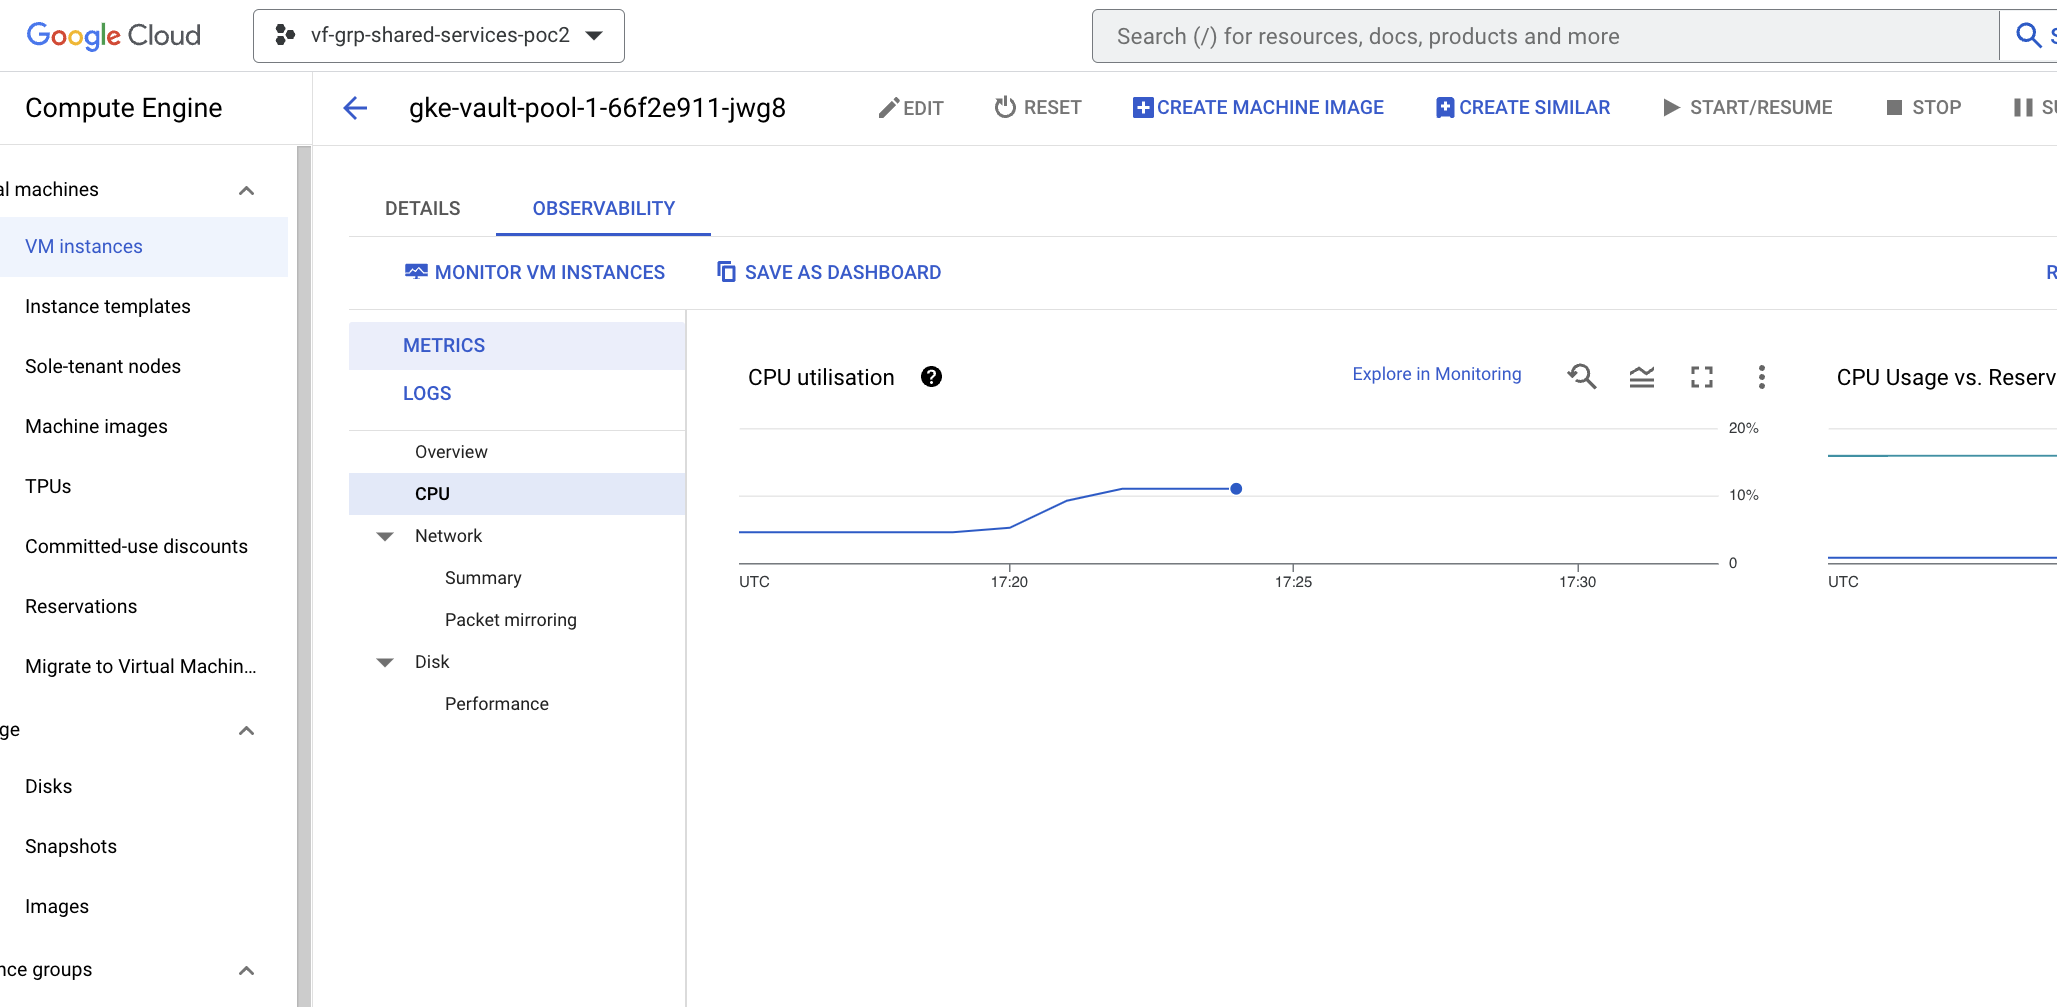 Google Cloud
vf-grp-shared-services-poc2
Search (/) for resources, docs, products and more
Compute Engine
gke-vault-pool-1-66f2e911-jwg8
EDIT
RESET
CREATE MACHINE IMAGE
CREATE SIMILAR
START/RESUME
STOP
al machines
VM instances
Instance templates
Sole-tenant nodes
Machine images
TPUs
Committed-use discounts
Reservations
Migrate to Virtual Machin...
ge
Disks
Snapshots
Images
nce groups
DETAILS
OBSERVABILITY
MONITOR VM INSTANCES
SAVE AS DASHBOARD
R
METRICS
LOGS
Overview
CPU
Network
Summary
Packet mirroring
Disk
Performance
CPU utilisation
Explore in Monitoring
20%
10%
0
UTC
17:20
17:25
17:30
CPU Usage vs. Reserv
UTC